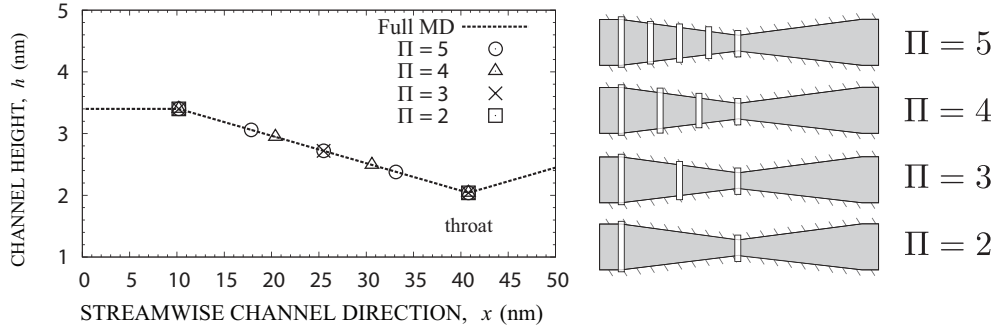 5
4
3
2
1
CHANNEL HEIGHT, h (nm)
Full MD
Π = 5
Π = 4
Π = 3
Π = 2
throat
0 5 10 15 20 25 30 35 40 45 50
STREAMWISE CHANNEL DIRECTION, x (nm)
Π = 5
Π = 4
Π = 3
Π = 2